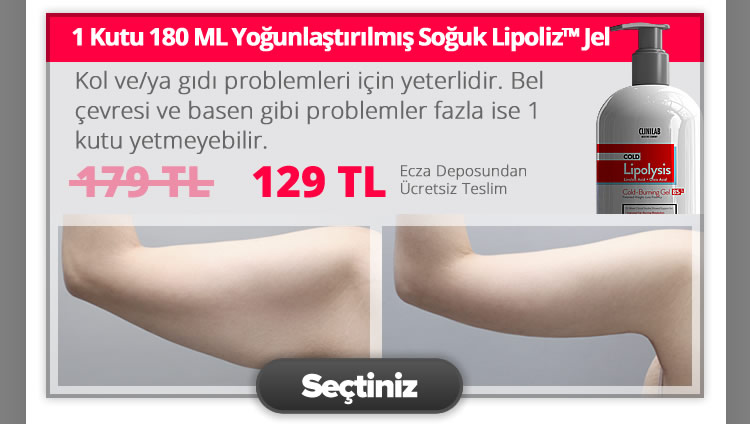 1 Kutu 180 ML Yoğunlaştırılmış Soğuk Lipoliz™ Jel
Kol ve/ya gıdı problemleri için yeterlidir. Bel
çevresi ve basen gibi problemler fazla ise 1
kutu yetmeyebilir.
179 TL 129 TL
Ecza Deposundan
Ücretsiz Teslim
CLINILAB
COLD
Lipolysis
Cold-Burning Gel
Seçtiniz